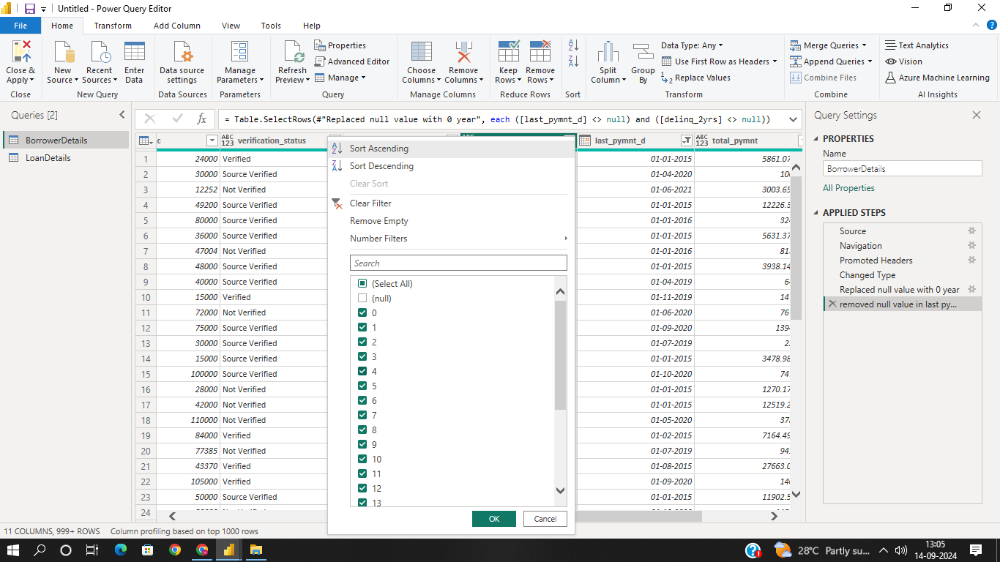 Untitled - Power Query Editor
File Home Transform Add Column View Tools Help
Close & Apply
New Source
Recent Sources
Enter Data
Data source settings
Manage Parameters
Refresh Preview
Properties
Advanced Editor
Manage
Choose Columns
Remove Columns
Keep Rows
Remove Rows
Split Column
Group By
Data Type: Any
Use First Row as Headers
Replace Values
Merge Queries
Append Queries
Combine Files
Text Analytics
Vision
Azure Machine Learning
Close New Query Data Sources Parameters Query Manage Columns Reduce Rows Sort Transform Combine AI Insights
Queries [2]
BorrowerDetails
LoanDetails
= Table.SelectRows(#"Replaced null value with 0 year", each ([last_pymnt_d] <> null) and ([delinq_2yrs] <> null))
c ABC 123 verification_status last_pymnt_d ABC 123 total_pymnt
1 24000 Verified 01-01-2015 5861.07
2 30000 Source Verified 01-04-2020
3 12252 Not Verified 01-06-2021 3003.65
4 49200 Source Verified 01-01-2015 12226.3
5 80000 Source Verified 01-01-2016
6 36000 Source Verified 01-01-2015 5631.37
7 47004 Not Verified 01-01-2016
8 48000 Source Verified 01-01-2015 3938.14
9 40000 Source Verified 01-04-2019
10 15000 Verified 01-11-2019
11 72000 Not Verified 01-06-2020
12 75000 Source Verified 01-09-2020
13 30000 Source Verified 01-07-2019
14 15000 Source Verified 01-01-2015 3478.98
15 100000 Source Verified 01-10-2020
16 28000 Not Verified 01-01-2015 1270.17
17 42000 Not Verified 01-01-2015 12519.2
18 110000 Not Verified 01-05-2020
19 84000 Verified 01-02-2015 7164.49
20 77385 Not Verified 01-07-2019
21 43370 Verified 01-08-2015 27663.0
22 105000 Verified 01-09-2020
23 50000 Source Verified 01-01-2015 11902.5
24
Sort Ascending
Sort Descending
Clear Sort
Clear Filter
Remove Empty
Number Filters
Search
(Select All)
(null)
0
1
2
3
4
5
6
7
8
9
10
11
12
13
OK Cancel
Query Settings
PROPERTIES
Name
BorrowerDetails
All Properties
APPLIED STEPS
Source
Navigation
Promoted Headers
Changed Type
Replaced null value with 0 year
removed null value in last py...
11 COLUMNS, 999+ ROWS Column profiling based on top 1000 rows
28°C Partly su...
13:05
14-09-2024